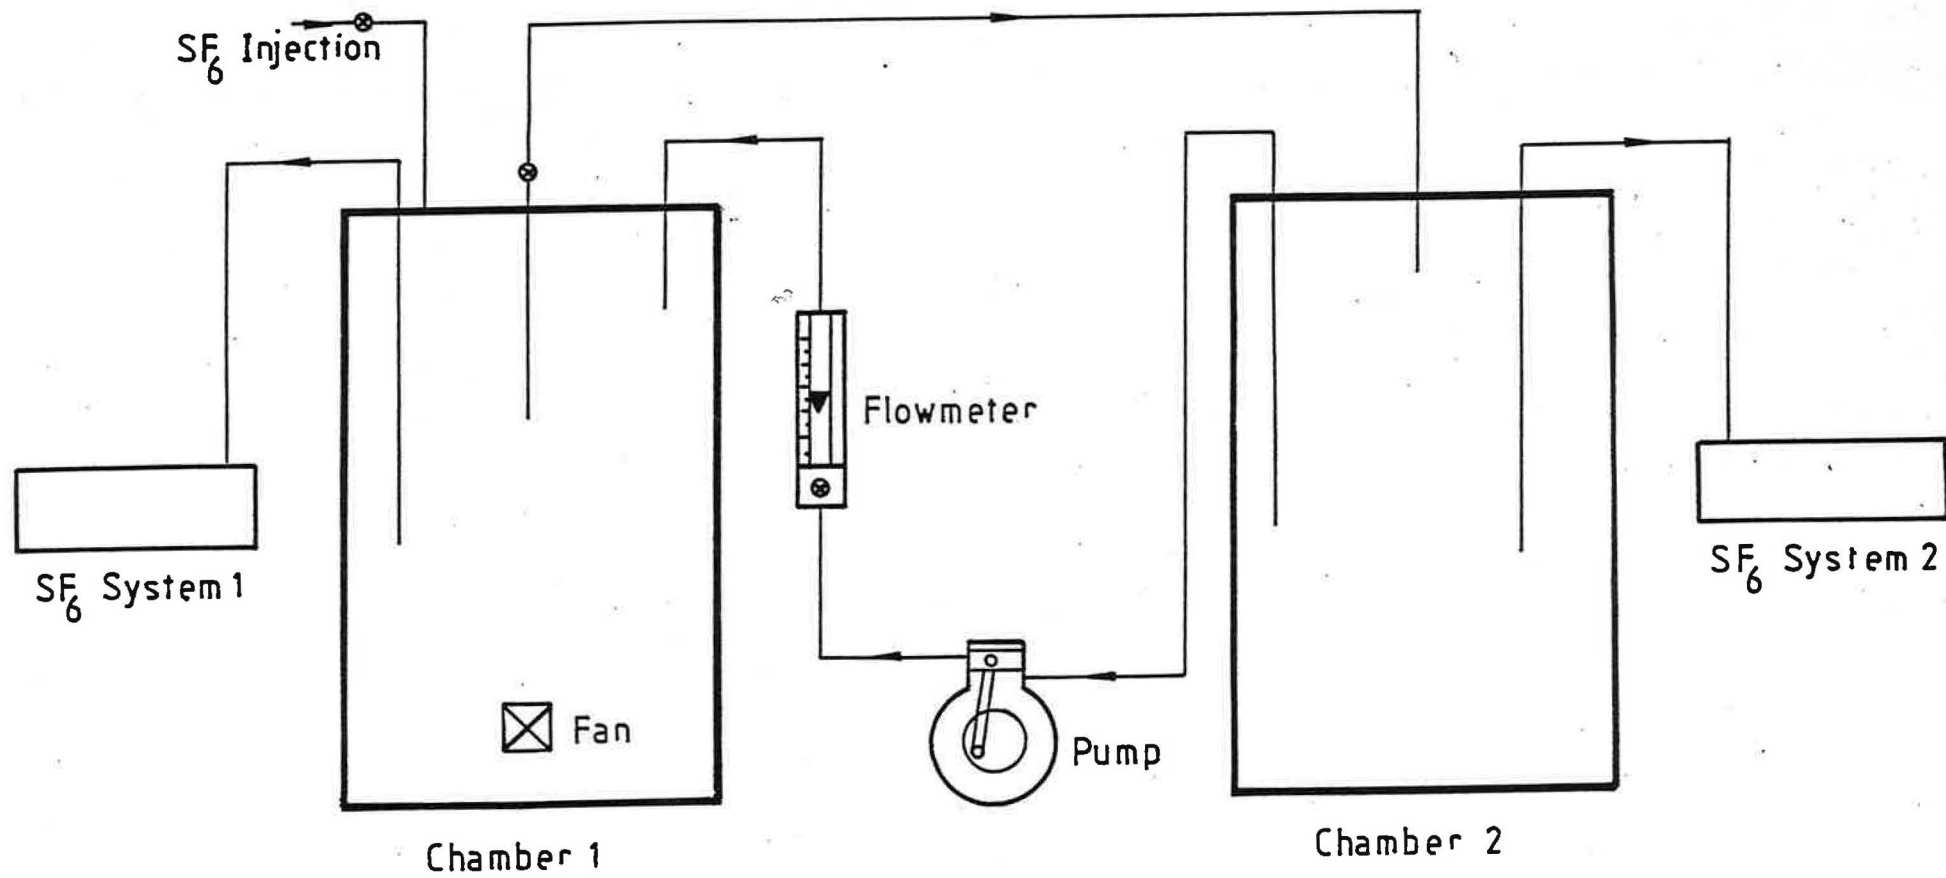 SF6 Injection
Flowmeter
SF6 System 1
SF6 System 2
Fan
Pump
Chamber 1
Chamber 2